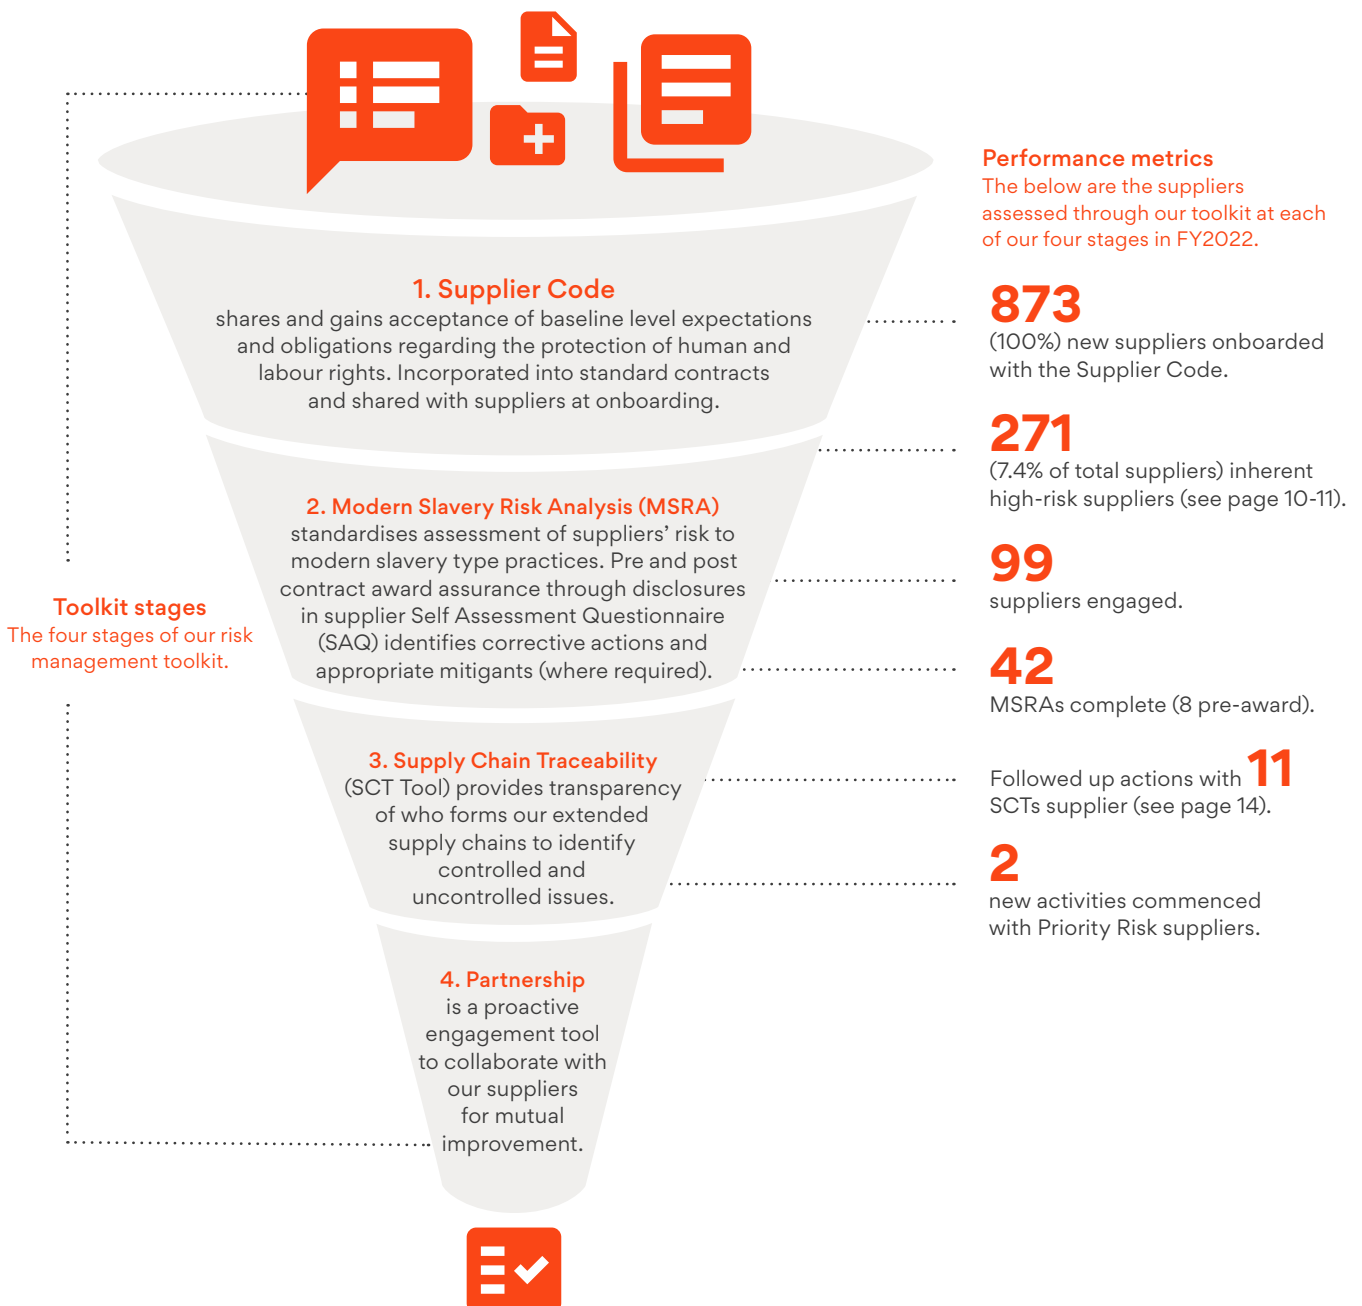 Performance metrics
The below are the suppliers
assessed through our toolkit at each
of our four stages in FY2022.
1. Supplier Code
shares and gains acceptance of baseline level expectations
and obligations regarding the protection of human and
labour rights. Incorporated into standard contracts
and shared with suppliers at onboarding.
873
(100%) new suppliers onboarded
with the Supplier Code.
271
(7.4% of total suppliers) inherent
high-risk suppliers (see page 10-11).
2. Modern Slavery Risk Analysis (MSRA)
standardises assessment of suppliers’ risk to
modern slavery type practices. Pre and post
contract award assurance through disclosures
in supplier Self Assessment Questionnaire
(SAQ) identifies corrective actions and
appropriate mitigants (where required).
99
suppliers engaged.
42
MSRAs complete (8 pre-award).
Toolkit stages
The four stages of our risk
management toolkit.
3. Supply Chain Traceability
(SCT Tool) provides transparency
of who forms our extended
supply chains to identify
controlled and
uncontrolled issues.
Followed up actions with 11
SCTs supplier (see page 14).
2
new activities commenced
with Priority Risk suppliers.
4. Partnership
is a proactive
engagement tool
to collaborate with
our suppliers
for mutual
improvement.